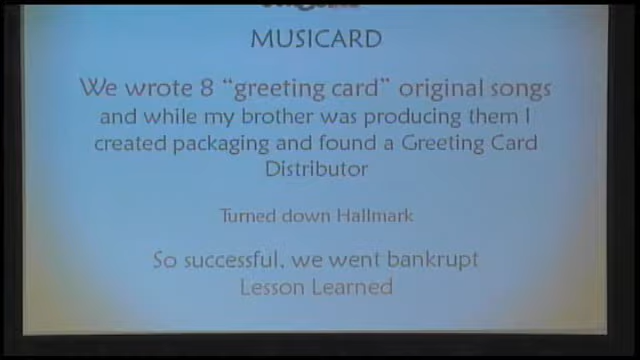 MUSICARD
We wrote 8 “greeting card” original songs
and while my brother was producing them I
created packaging and found a Greeting Card
Distributor
Turned down Hallmark
So successful, we went bankrupt
Lesson Learned